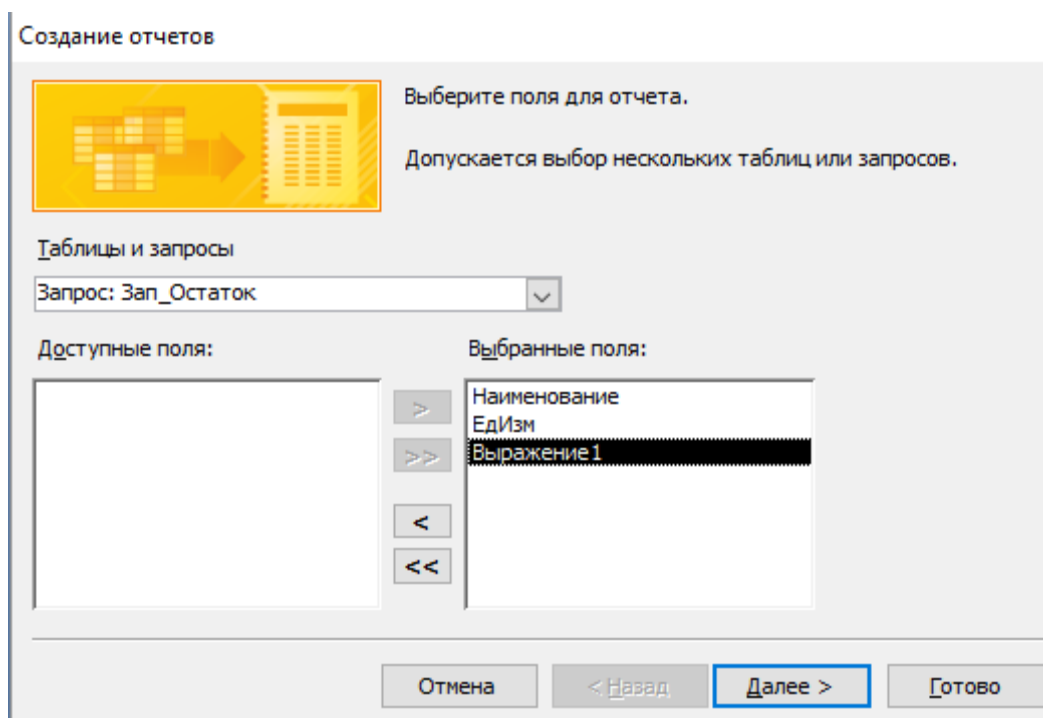 Создание отчетов
Выберите поля для отчета.
Допускается выбор нескольких таблиц или запросов.
Таблицы и запросы
Запрос: Зап_Остаток
Доступные поля:
Выбранные поля:
>
>>
<
<<
Наименование
ЕдИзм
Выражение1
Отмена
< Назад
Далее >
Готово